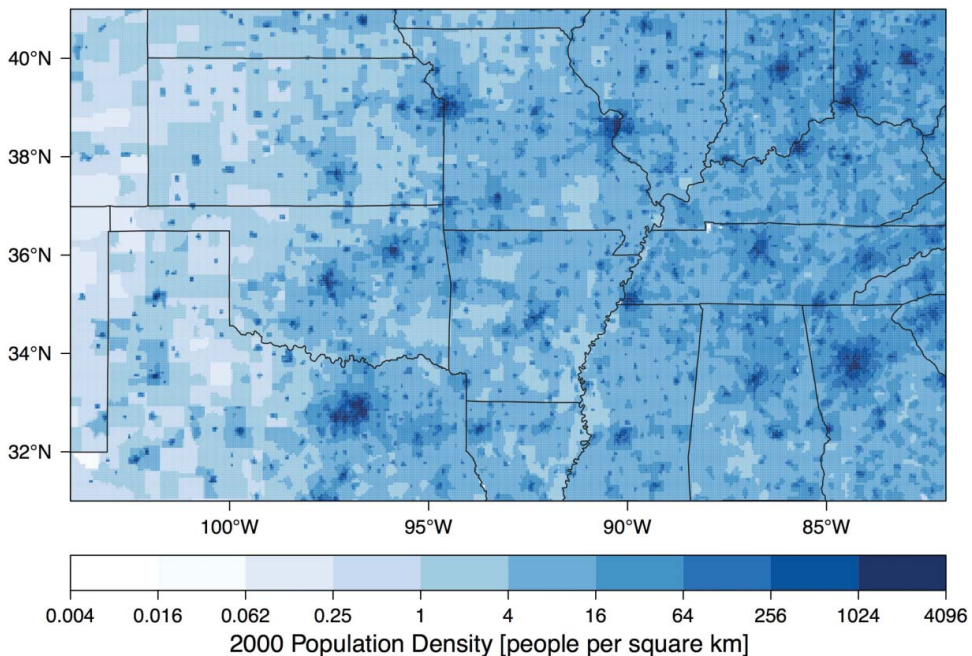 40°N
38°N
36°N
34°N
32°N
100°W 95°W 90°W 85°W
0.004 0.016 0.062 0.25 1 4 16 64 256 1024 4096
2000 Population Density [people per square km]